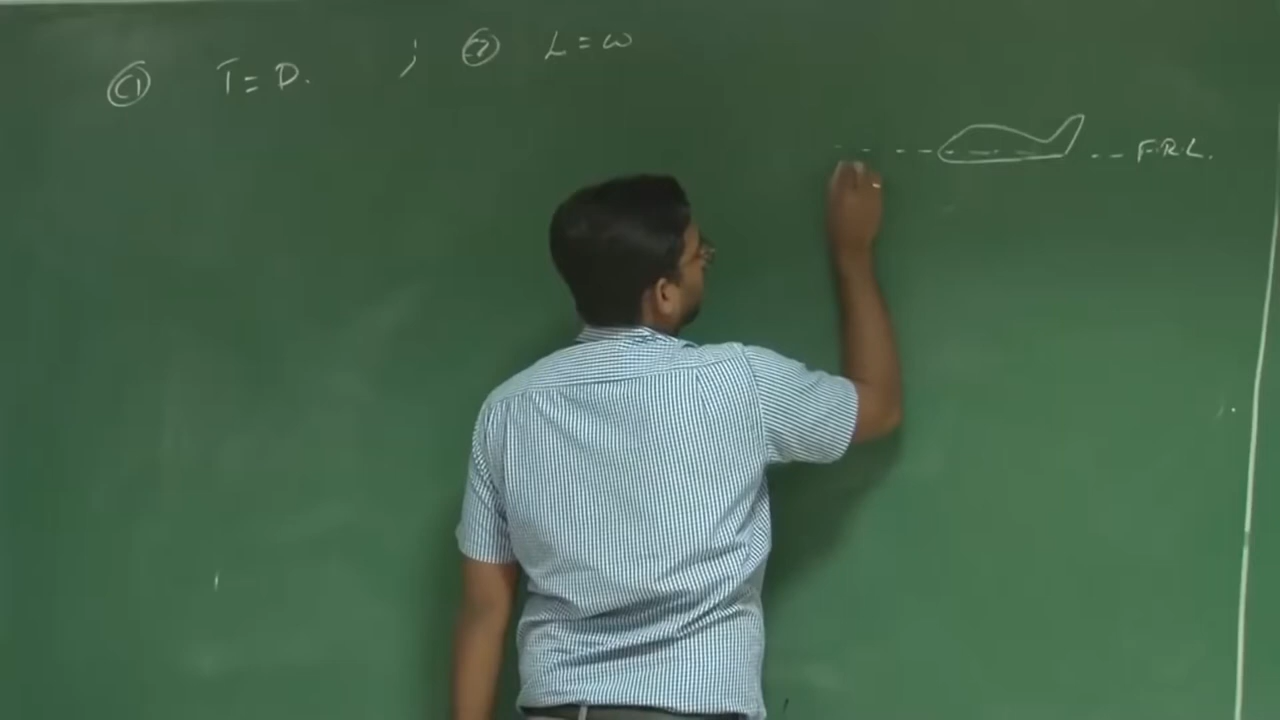 ① T = D. ; ② L = W
F.R.L.